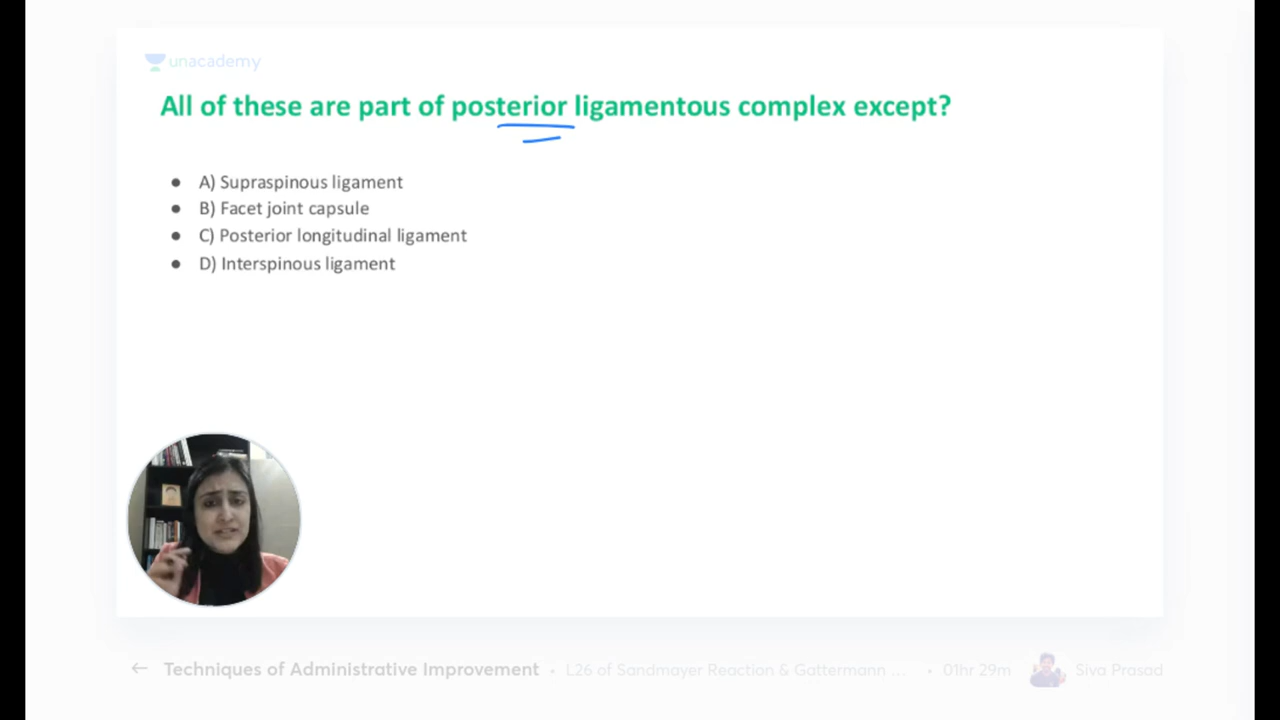 unacademy
All of these are part of posterior ligamentous complex except?
● A) Supraspinous ligament
● B) Facet joint capsule
● C) Posterior longitudinal ligament
● D) Interspinous ligament
← Techniques of Administrative Improvement • L26 of Sandmayer Reaction & Gattermann ... • 01hr 29m Siva Prasad